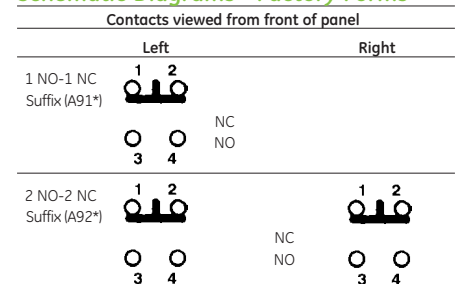 Schematic Diagrams - Factory Forms
Contacts viewed from front of panel
Left Right
1 NO-1 NC
Suffix (A91*)
1 2
NC
NO
3 4
2 NO-2 NC
Suffix (A92*)
1 2 1 2
NC
NO
3 4 3 4